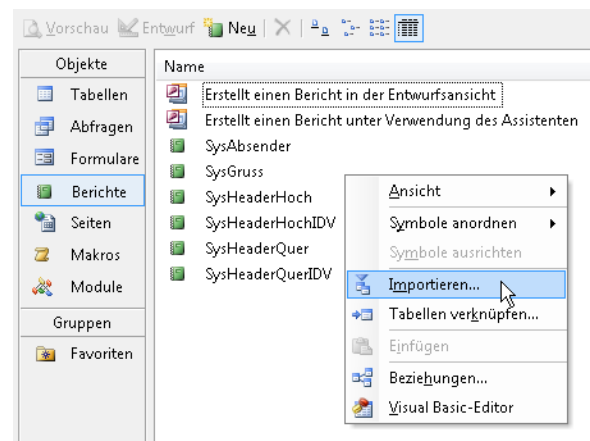 Vorschau Entwurf Neu
Objekte
Tabellen
Abfragen
Formulare
Berichte
Seiten
Makros
Module
Gruppen
Favoriten
Name
Erstellt einen Bericht in der Entwurfsansicht
Erstellt einen Bericht unter Verwendung des Assistenten
SysAbsender
SysGruss
SysHeaderHoch
SysHeaderHochIDV
SysHeaderQuer
SysHeaderQuerIDV
Ansicht
Symbole anordnen
Symbole ausrichten
Importieren...
Tabellen verknüpfen...
Einfügen
Beziehungen...
Visual Basic-Editor